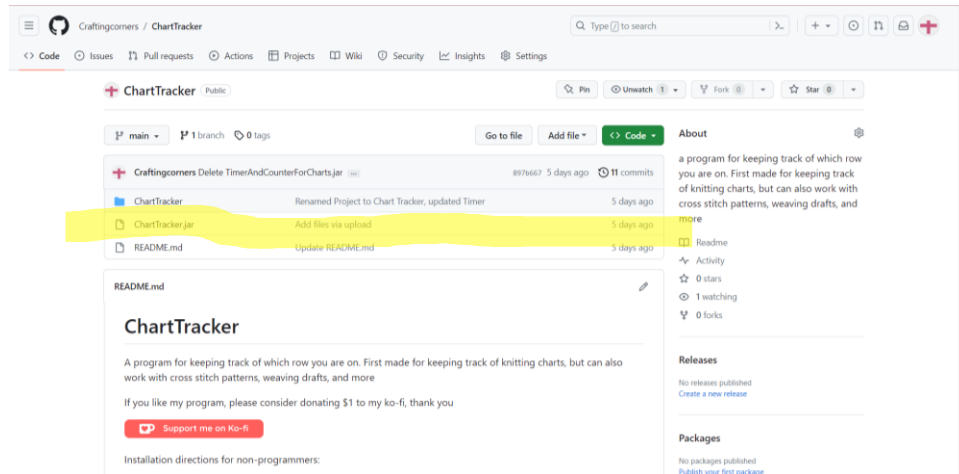 Craftingcorners / ChartTracker
Type / to search
Code Issues Pull requests Actions Projects Wiki Security Insights Settings
ChartTracker Public
Pin Unwatch 1 Fork 0 Star 0
main 1 branch 0 tags
Go to file Add file Code
Craftingcorners Delete TimerAndCounterForCharts.jar ... 8976667 5 days ago 11 commits
ChartTracker Renamed Project to Chart Tracker, updated Timer 5 days ago
ChartTracker.jar Add files via upload 5 days ago
README.md Update README.md 5 days ago
README.md
ChartTracker
A program for keeping track of which row you are on. First made for keeping track of knitting charts, but can also
work with cross stitch patterns, weaving drafts, and more
If you like my program, please consider donating $1 to my ko-fi, thank you
Support me on Ko-fi
Installation directions for non-programmers:
About
a program for keeping track of which row
you are on. First made for keeping track
of knitting charts, but can also work with
cross stitch patterns, weaving drafts, and
more
Readme
Activity
0 stars
1 watching
0 forks
Releases
No releases published
Create a new release
Packages
No packages published
Publish your first package